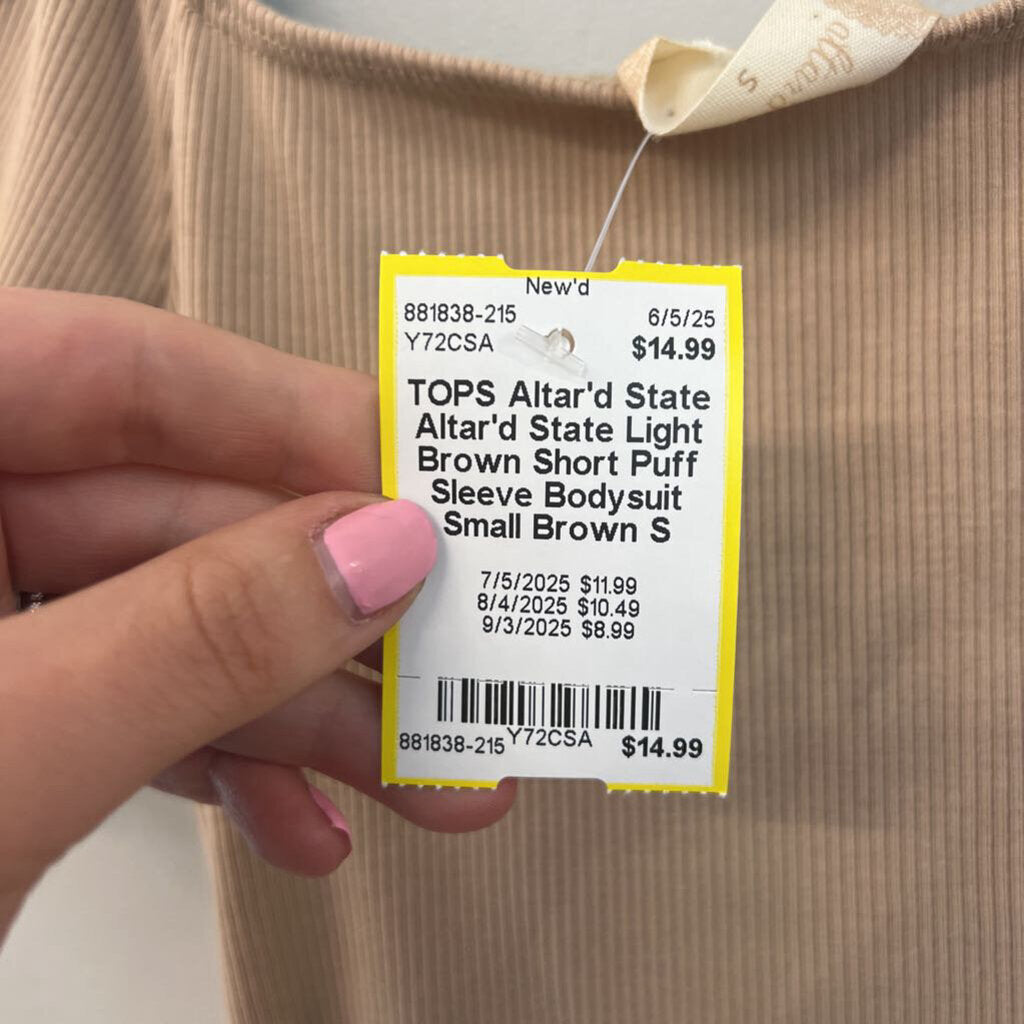 altar'd
S
New'd
881838-215 6/5/25
Y72CSA $14.99
TOPS Altar'd State
Altar'd State Light
Brown Short Puff
Sleeve Bodysuit
Small Brown S
7/5/2025 $11.99
8/4/2025 $10.49
9/3/2025 $8.99
881838-215 Y72CSA $14.99